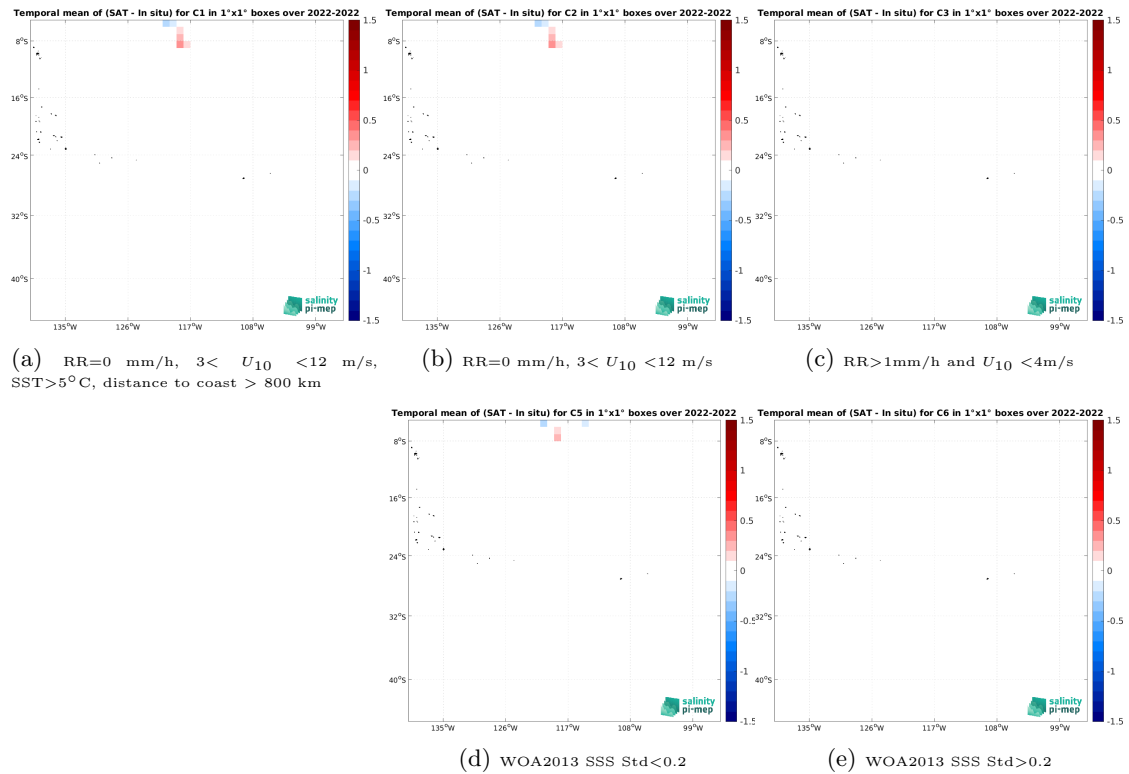 Temporal mean of (SAT - In situ) for C1 in 1°x1° boxes over 2022-2022
8°S
16°S
24°S
32°S
40°S
135°W 126°W 117°W 108°W 99°W
1.5
1
0.5
0
-0.5
-1
-1.5
salinity
pi-mep
(a) RR=0 mm/h, 3< U10 <12 m/s,
SST>5°C, distance to coast > 800 km
Temporal mean of (SAT - In situ) for C2 in 1°x1° boxes over 2022-2022
8°S
16°S
24°S
32°S
40°S
135°W 126°W 117°W 108°W 99°W
1.5
1
0.5
0
-0.5
-1
-1.5
salinity
pi-mep
(b) RR=0 mm/h, 3< U10 <12 m/s
Temporal mean of (SAT - In situ) for C3 in 1°x1° boxes over 2022-2022
8°S
16°S
24°S
32°S
40°S
135°W 126°W 117°W 108°W 99°W
1.5
1
0.5
0
-0.5
-1
-1.5
salinity
pi-mep
(c) RR>1mm/h and U10 <4m/s
Temporal mean of (SAT - In situ) for C5 in 1°x1° boxes over 2022-2022
8°S
16°S
24°S
32°S
40°S
135°W 126°W 117°W 108°W 99°W
1.5
1
0.5
0
-0.5
-1
-1.5
salinity
pi-mep
(d) WOA2013 SSS Std<0.2
Temporal mean of (SAT - In situ) for C6 in 1°x1° boxes over 2022-2022
8°S
16°S
24°S
32°S
40°S
135°W 126°W 117°W 108°W 99°W
1.5
1
0.5
0
-0.5
-1
-1.5
salinity
pi-mep
(e) WOA2013 SSS Std>0.2